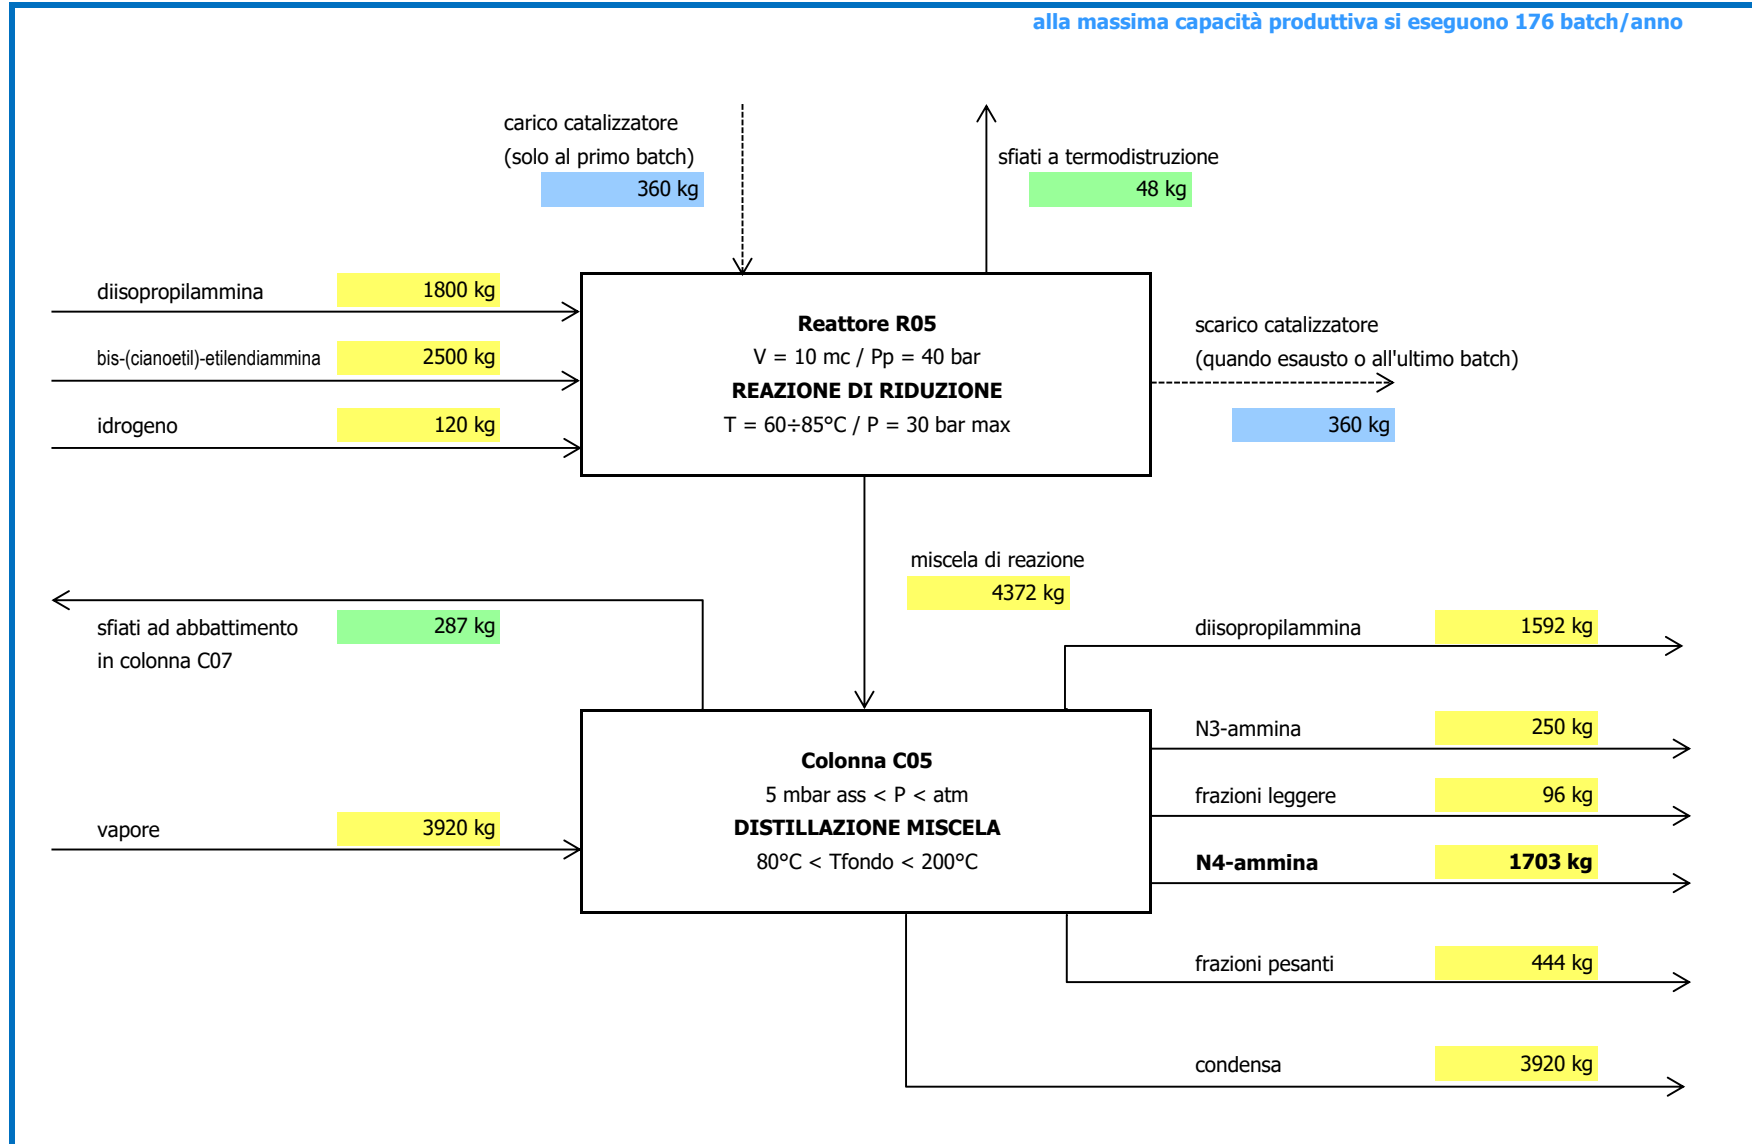 alla massima capacità produttiva si eseguono 176 batch/anno
carico catalizzatore
(solo al primo batch)
360 kg
sfiati a termodistruzione
48 kg
diisopropilammina 1800 kg
bis-(cianoetil)-etilendiammina 2500 kg
idrogeno 120 kg
Reattore R05
V = 10 mc / Pp = 40 bar
REAZIONE DI RIDUZIONE
T = 60÷85°C / P = 30 bar max
scarico catalizzatore
(quando esausto o all'ultimo batch)
360 kg
miscela di reazione
4372 kg
sfiati ad abbattimento 287 kg
in colonna C07
diisopropilammina 1592 kg
N3-ammina 250 kg
frazioni leggere 96 kg
N4-ammina 1703 kg
Colonna C05
5 mbar ass < P < atm
DISTILLAZIONE MISCELA
80°C < Tfondo < 200°C
vapore 3920 kg
frazioni pesanti 444 kg
condensa 3920 kg